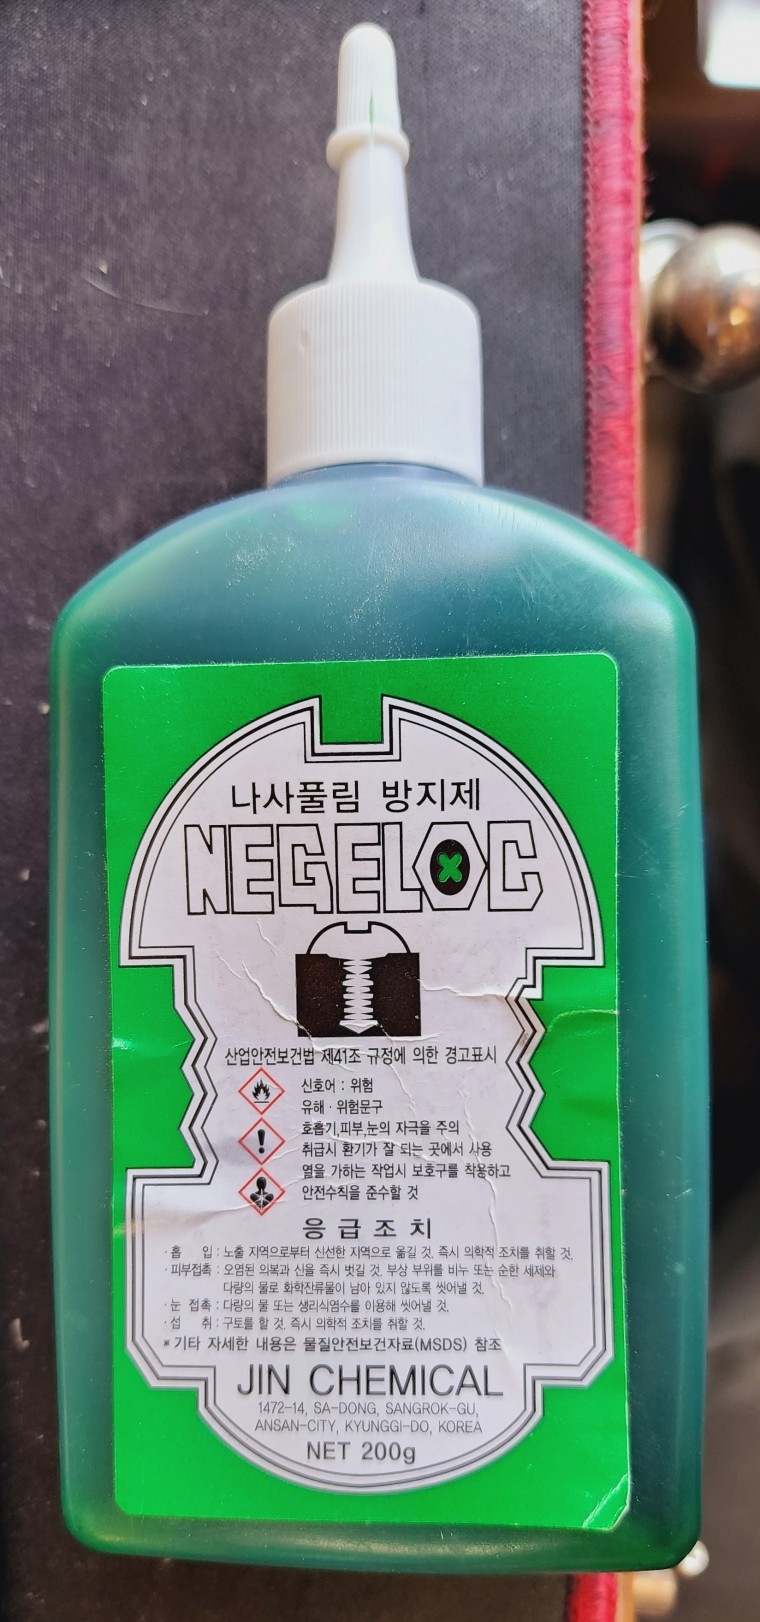 나사풀림 방지제
NEGELOC
산업안전보건법 제41조 규정에 의한 경고표시
신호어 : 위험
유해 · 위험문구
호흡기,피부,눈의 자극을 주의
취급시 환기가 잘 되는 곳에서 사용
열을 가하는 작업시 보호구를 착용하고
안전수칙을 준수할 것
응급조치
· 흡 입 : 노출 지역으로부터 신선한 지역으로 옮길 것. 즉시 의학적 조치를 취할 것.
· 피부접촉 : 오염된 의복과 신을 즉시 벗길 것. 부상 부위를 비누 또는 순한 세제와
다량의 물로 화학잔류물이 남아 있지 않도록 씻어낼 것.
· 눈 접촉 : 다량의 물 또는 생리식염수를 이용해 씻어낼 것.
· 섭 취 : 구토를 할 것. 즉시 의학적 조치를 취할 것.
* 기타 자세한 내용은 물질안전보건자료(MSDS) 참조
JIN CHEMICAL
1472-14, SA-DONG, SANGROK-GU,
ANSAN-CITY, KYUNGGI-DO, KOREA
NET 200g